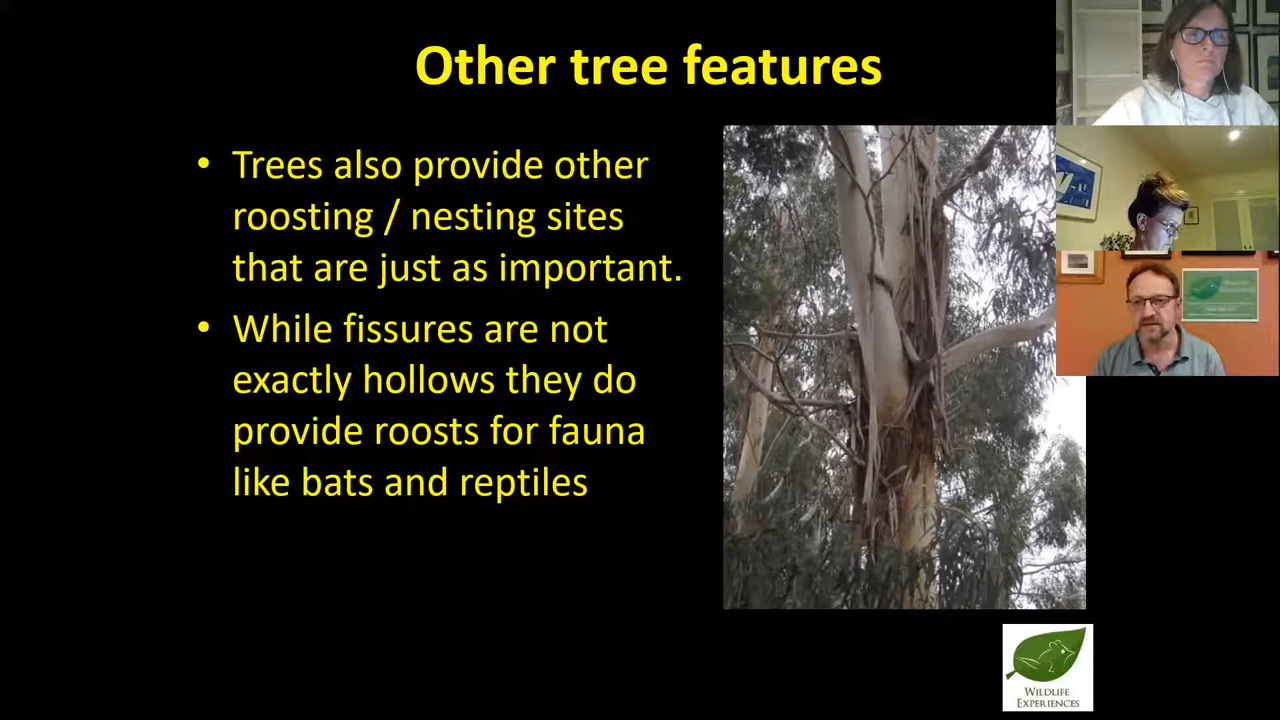 Other tree features
• Trees also provide other
roosting / nesting sites
that are just as important.
• While fissures are not
exactly hollows they do
provide roosts for fauna
like bats and reptiles
WILDLIFE
EXPERIENCES